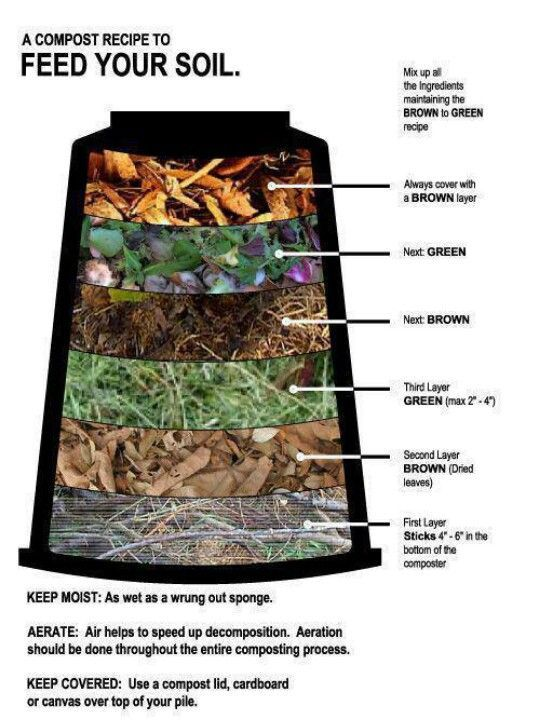 A COMPOST RECIPE TO
FEED YOUR SOIL.
Mix up all
the Ingredients
maintaining the
BROWN to GREEN
recipe
Always cover with
a BROWN layer
Next: GREEN
Next: BROWN
Third Layer
GREEN (max 2" - 4")
Second Layer
BROWN (Dried
leaves)
First Layer
Sticks 4" - 6" in the
bottom of the
composter
KEEP MOIST: As wet as a wrung out sponge.
AERATE: Air helps to speed up decomposition. Aeration
should be done throughout the entire composting process.
KEEP COVERED: Use a compost lid, cardboard
or canvas over top of your pile.